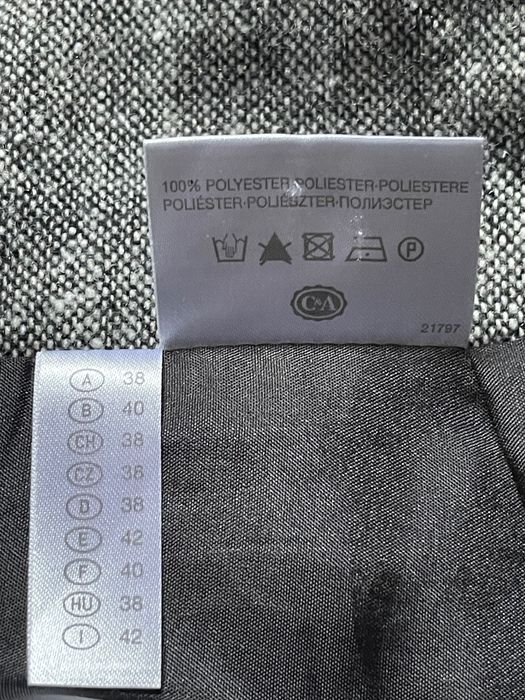 100% POLYESTER·POLIESTER·POLIESTERE
POLIÉSTER·POLIÉSZTER·ПОЛИЭСТЕР
P
C&A
21797
A 38
B 40
CH 38
CZ 38
D 38
E 42
F 40
HU 38
I 42